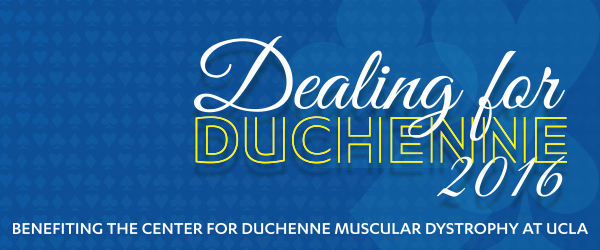 Dealing for
DUCHENNE
2016
BENEFITING THE CENTER FOR DUCHENNE MUSCULAR DYSTROPHY AT UCLA